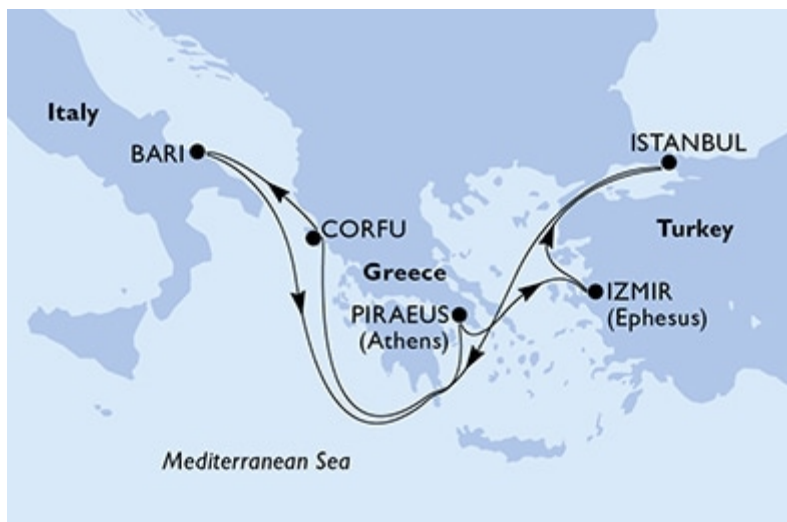 Italy
BARI
ISTANBUL
CORFU
Turkey
Greece
PIRAEUS
(Athens)
IZMIR
(Ephesus)
Mediterranean Sea